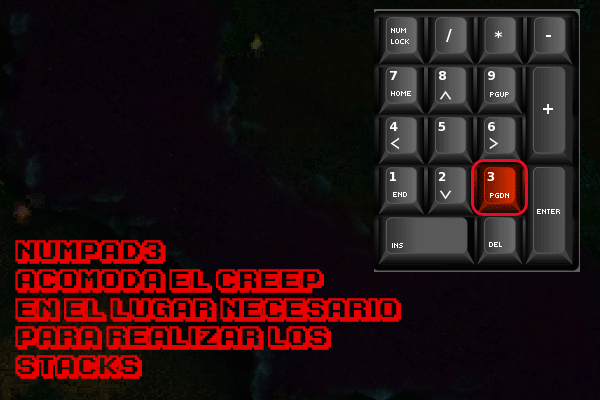 NUM LOCK / * -
7 HOME 8 ^ 9 PGUP +
4 < 5 6 >
1 END 2 v 3 PGDN ENTER
INS DEL
NUMPAD3
ACOMODA EL CREEP
EN EL LUGAR NECESARIO
PARA REALIZAR LOS
STACKS